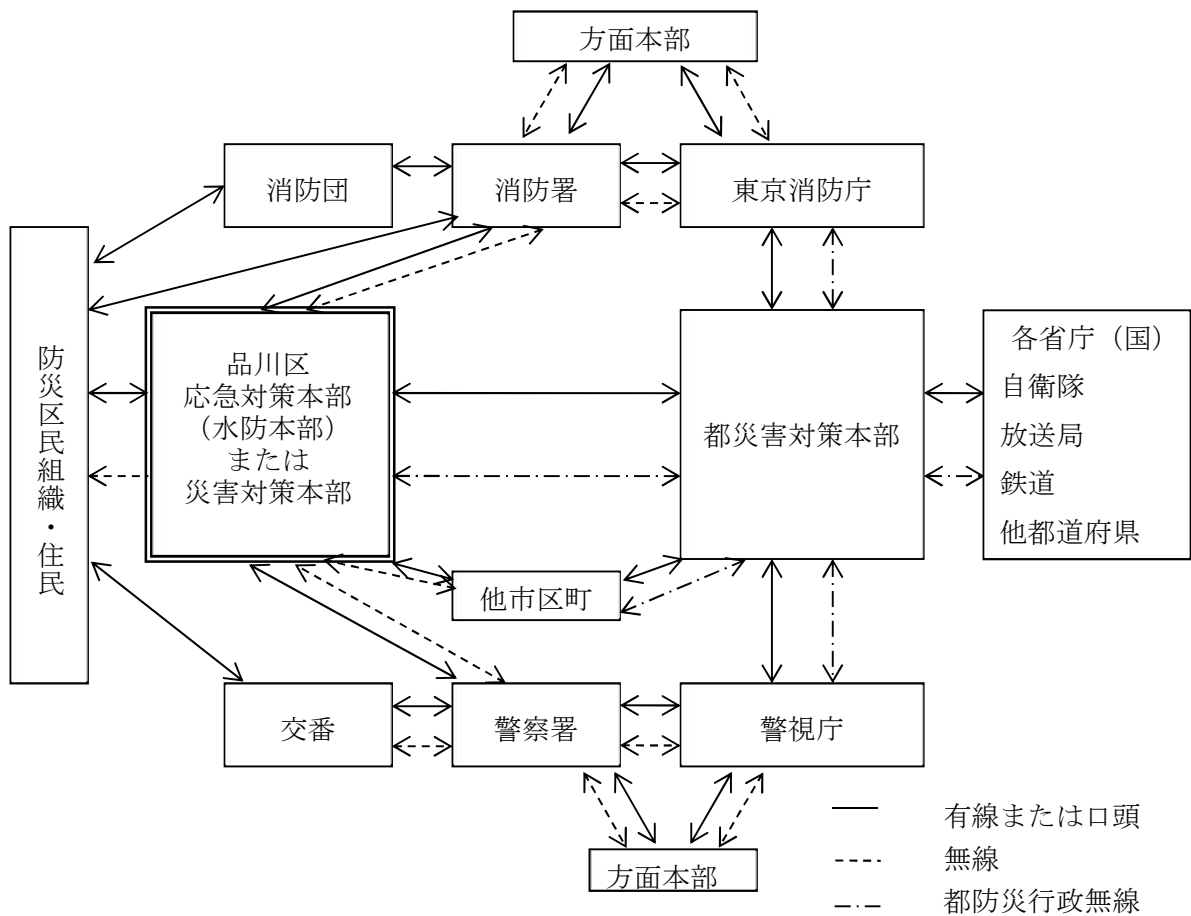 方面本部
消防団
消防署
東京消防庁
防災区民組織・住民
品川区
応急対策本部
（水防本部）
または
災害対策本部
都災害対策本部
各省庁（国）
自衛隊
放送局
鉄道
他都道府県
他市区町
交番
警察署
警視庁
方面本部
有線または口頭
無線
都防災行政無線